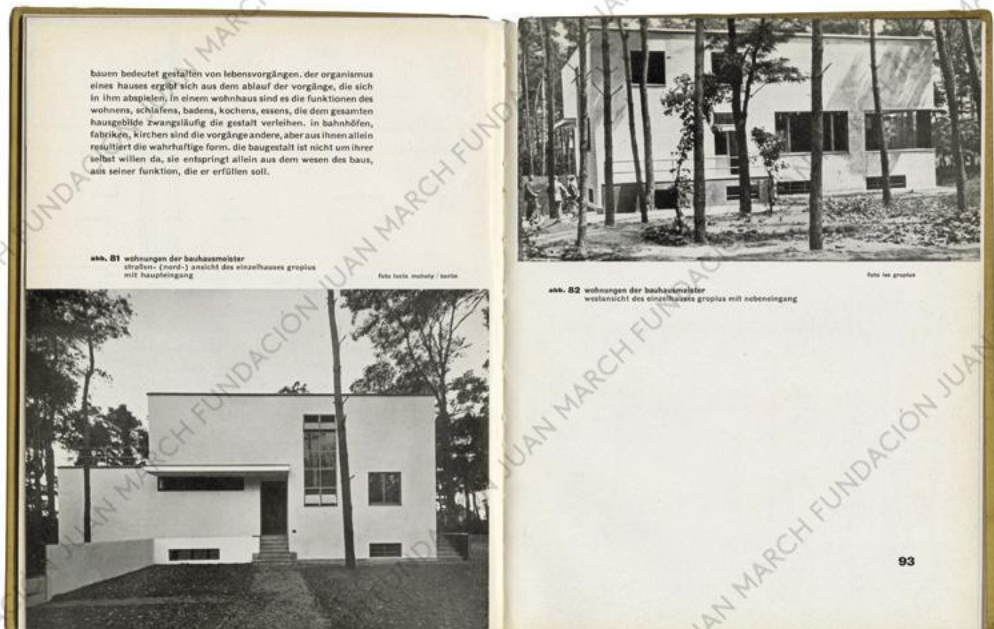 bauen bedeutet gestalten von lebensvorgängen. der organismus
eines hauses ergibt sich aus dem ablauf der vorgänge, die sich
in ihm abspielen. in einem wohnhaus sind es die funktionen des
wohnens, schlafens, badens, kochens, essens, die dem gesamten
hausgebilde zwangsläufig die gestalt verleihen. in bahnhöfen,
fabriken, kirchen sind die vorgänge andere, aber aus ihnen allein
resultiert die wahrhaftige form. die baugestalt ist nicht um ihrer
selbst willen da, sie entspringt allein aus dem wesen des baus,
aus seiner funktion, die er erfüllen soll.
abb. 81 wohnungen der bauhausmeister
straßen- (nord-) ansicht des einzelhauses gropius
mit haupteingang
foto lucia moholy / berlin
foto ise gropius
abb. 82 wohnungen der bauhausmeister
westansicht des einzelhauses gropius mit nebeneingang
93
FUNDACIÓN JUAN MARCH